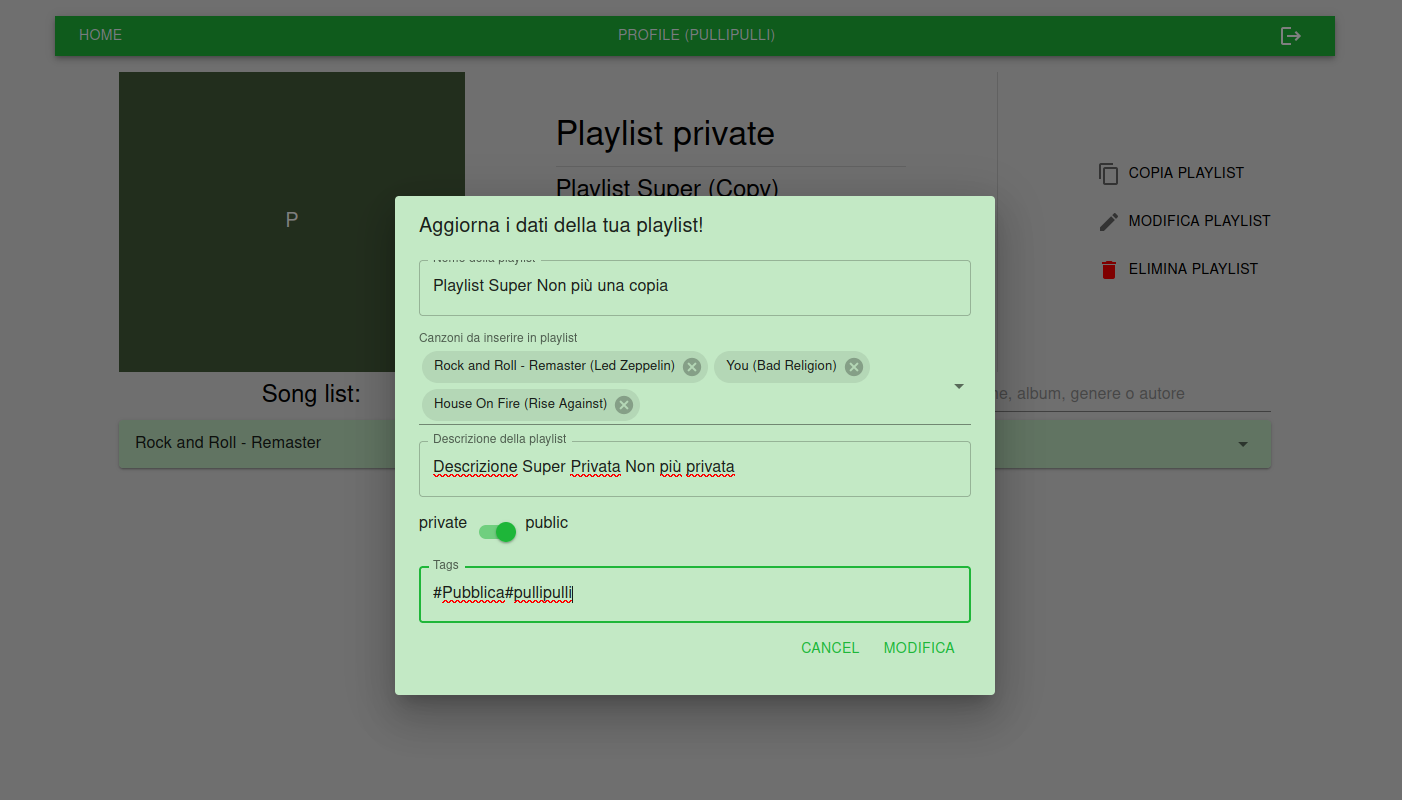 HOME
PROFILE (PULLIPULLI)
P
Playlist private
Playlist Super (Copy)
COPIA PLAYLIST
MODIFICA PLAYLIST
ELIMINA PLAYLIST
Song list:
album, genere o autore
Rock and Roll - Remaster
Aggiorna i dati della tua playlist!
Nome della playlist
Playlist Super Non più una copia
Canzoni da inserire in playlist
Rock and Roll - Remaster (Led Zeppelin)
You (Bad Religion)
House On Fire (Rise Against)
Descrizione della playlist
Descrizione Super Privata Non più privata
private
public
Tags
#Pubblica#pullipulli
CANCEL
MODIFICA